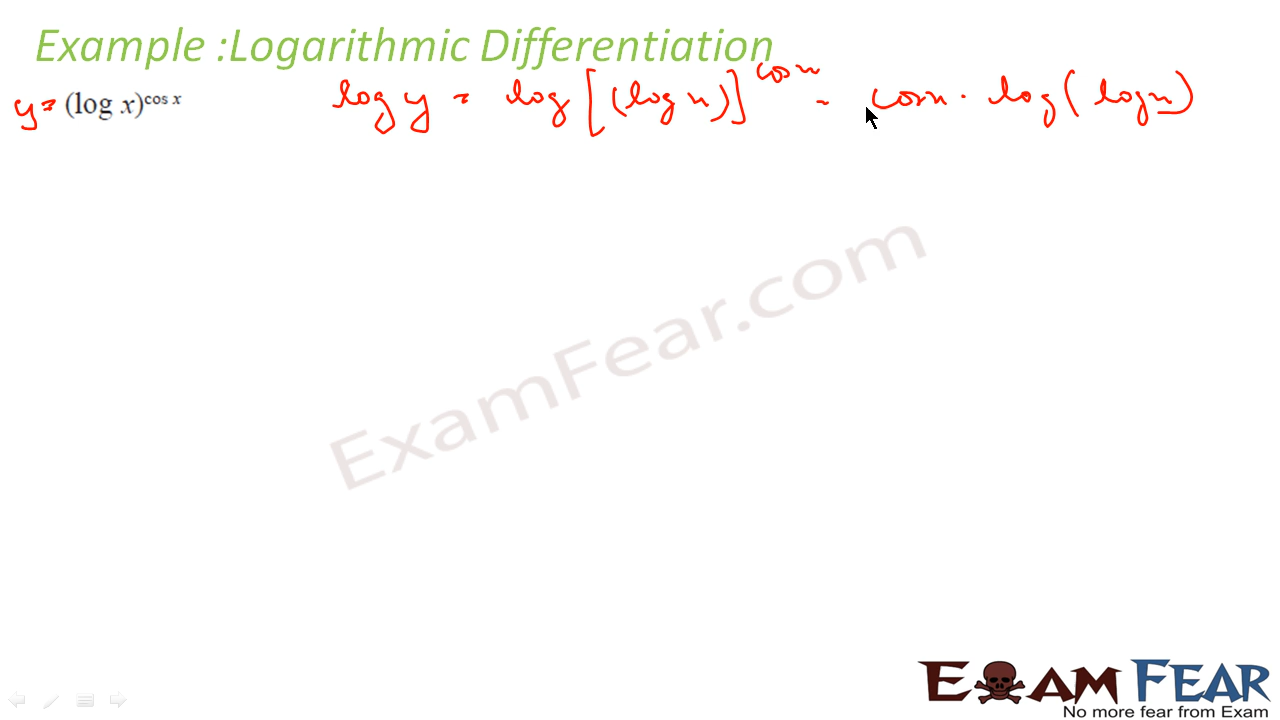 Example :Logarithmic Differentiation
y = (log x)^cos x log y = log [(log x)]^cos x = cos x . log (log x)
ExamFear.com
EXAM FEAR
No more fear from Exam